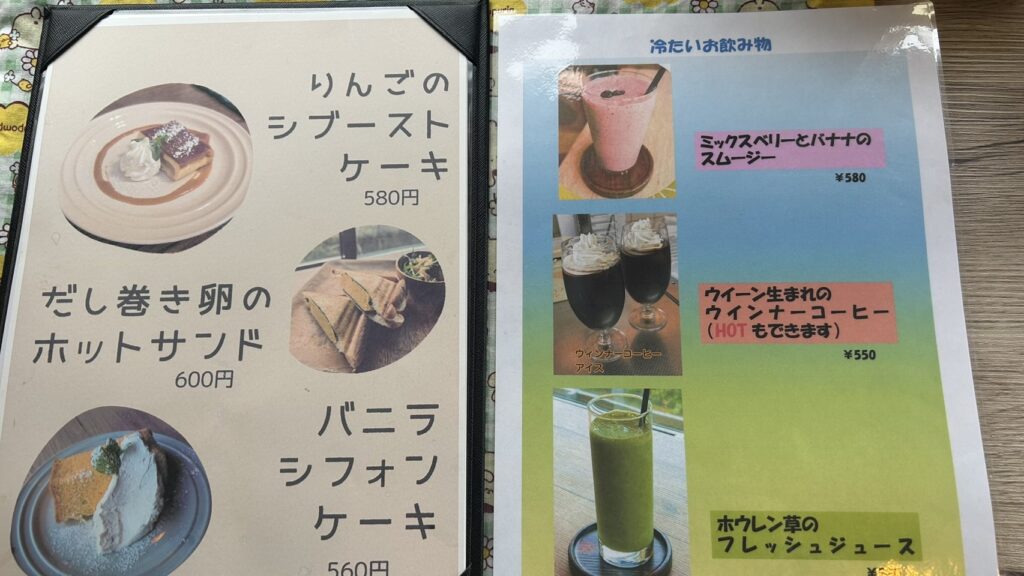 りんごの
シブースト
ケーキ
580円
だし巻き卵の
ホットサンド
600円
バニラ
シフォン
ケーキ
560円
冷たいお飲み物
ミックスベリーとバナナの
スムージー
¥580
ウイーン生まれの
ウインナーコーヒー
(HOTもできます)
¥550
ウィンナーコーヒー
アイス
ホウレン草の
フレッシュジュース